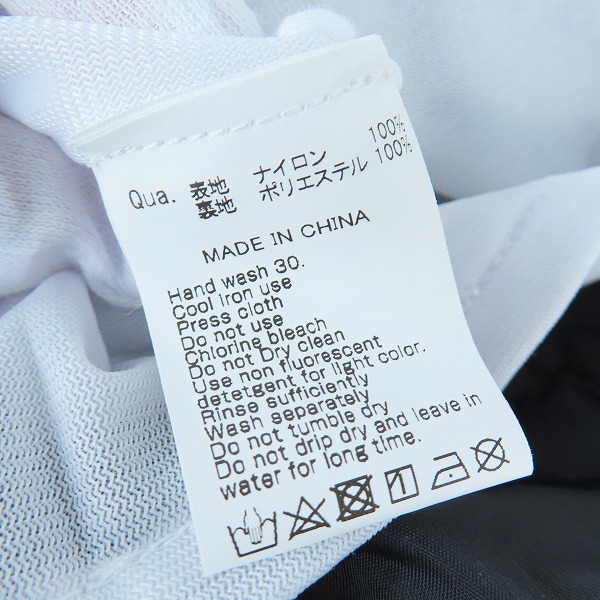 Qua. 表地 ナイロン 100%
裏地 ポリエステル 100%
MADE IN CHINA
Hand wash 30.
Cool iron use
Press cloth
Do not use
Chlorine bleach
Do not Dry clean
Use non fluorescent
detetgent for light color.
Rinse sufficiently
Wash separately
Do not tumble dry
Do not drip dry and leave in
water for long time.